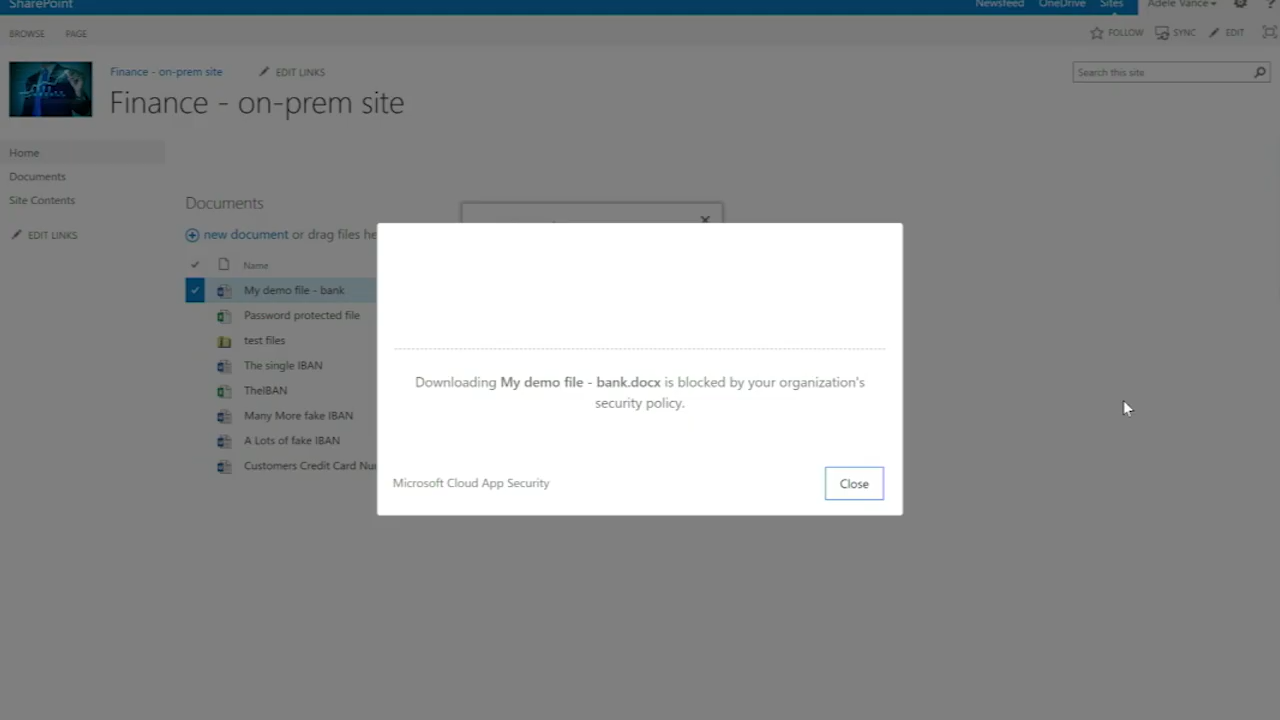 SharePoint
Newsfeed OneDrive Sites Adele Vance ?
BROWSE PAGE
FOLLOW SYNC EDIT
Finance - on-prem site EDIT LINKS
Search this site
Finance - on-prem site
Home
Documents
Site Contents
EDIT LINKS
Documents
new document or drag files he
Name
My demo file - bank
Password protected file
test files
The single IBAN
TheIBAN
Many More fake IBAN
A Lots of fake IBAN
Customers Credit Card Nu
Downloading My demo file - bank.docx is blocked by your organization's
security policy.
Microsoft Cloud App Security
Close